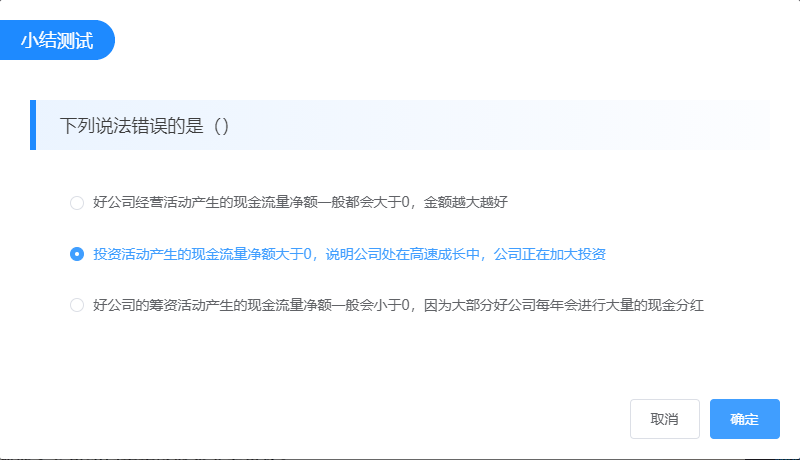 小结测试
下列说法错误的是（）
好公司经营活动产生的现金流量净额一般都会大于0，金额越大越好
投资活动产生的现金流量净额大于0，说明公司处在高速成长中，公司正在加大投资
好公司的筹资活动产生的现金流量净额一般会小于0，因为大部分好公司每年会进行大量的现金分红
取消
确定